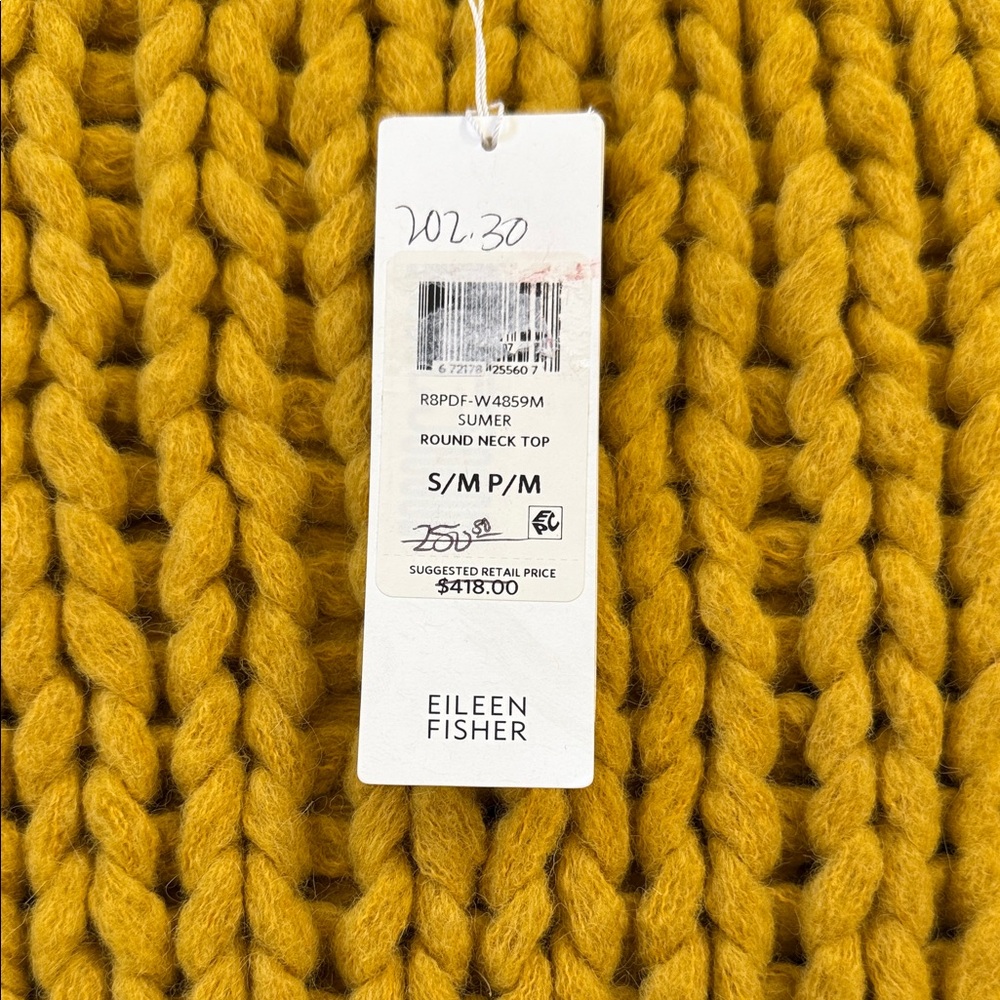 202.30
6 72178 25560 7
R8PDF-W4859M
SUMER
ROUND NECK TOP
S/M P/M
250.50
SUGGESTED RETAIL PRICE
$418.00
EILEEN
FISHER